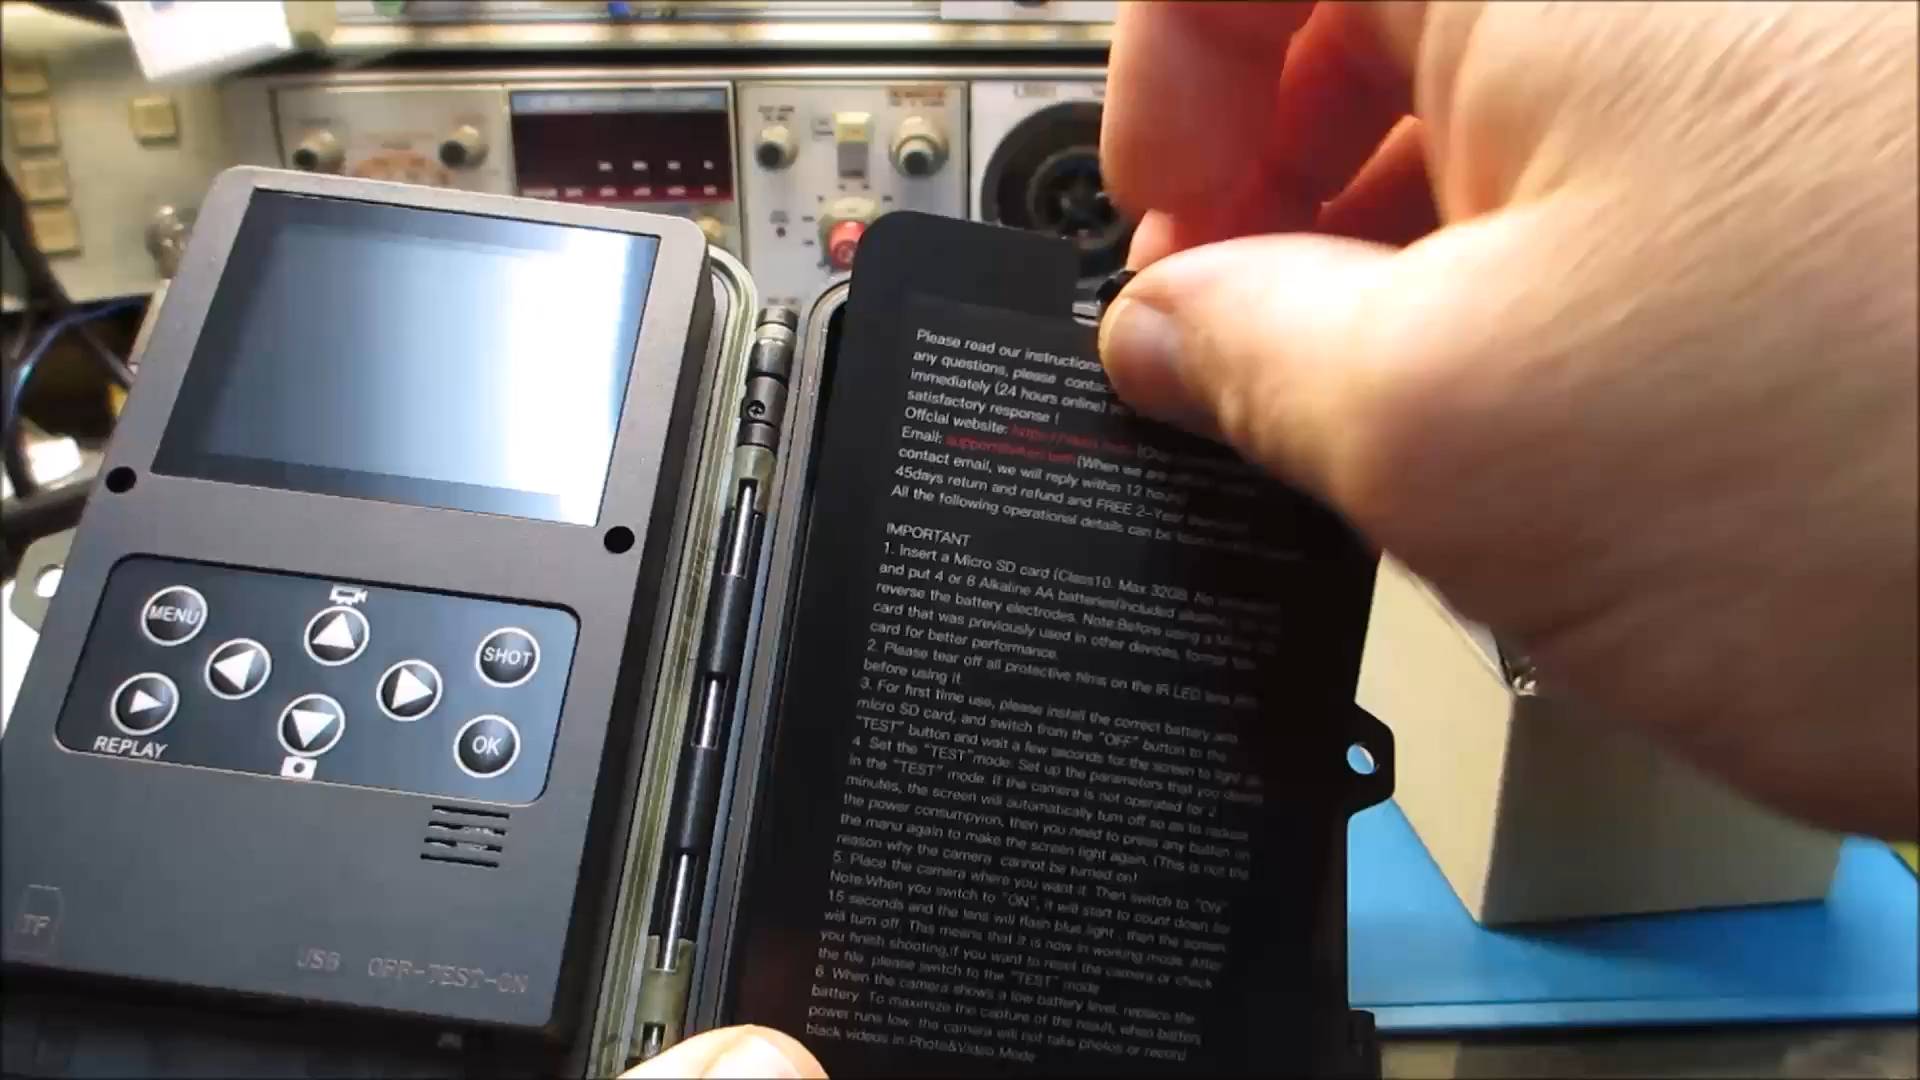 MENU
SHOT
REPLAY
OK
TF
USB OFF-TEST-ON
Please read our instructions
any questions, please contac
immediately (24 hours online)
satisfactory response !
Offcial website:
Email: (When we are
contact email, we will reply within 12 hours)
45days return and refund and FREE 2-Year
All the following operational details can be
IMPORTANT
1. Insert a Micro SD card (Class10. Max 32GB. No
and put 4 or 8 Alkaline AA batteries(included
reverse the battery electrodes. Note:Before using a
card that was previously used in other devices, format
card for better performance.
2. Please tear off all protective films on the IR LED lens
before using it.
3. For first time use, please install the correct battery and
micro SD card, and switch from the "OFF" button to the
"TEST" button and wait a few seconds for the screen to light
4. Set the "TEST" mode. Set up the parameters that you
In the "TEST" mode. If the camera is not operated for 2
minutes, the screen will automatically turn off so as to reduce
the power consumpyion, then you need to press any button on
the manu again to make the screen light again. (This is not the
reason why the camera cannot be turned on)
5. Place the camera where you want it. Then switch to "ON"
Note:When you switch to "ON", it will start to count down for
15 seconds and the lens will flash blue light , then the screen
will turn off. This means that it is now in working mode. After
you finish shooting,if you want to reset the camera or check
the file, please switch to the "TEST" mode
6. When the camera shows a low battery level, replace the
battery. To maximize the capture of the result, when battery
power runs low, the camera will not take photos or record
black videos in Photo&Video Mode